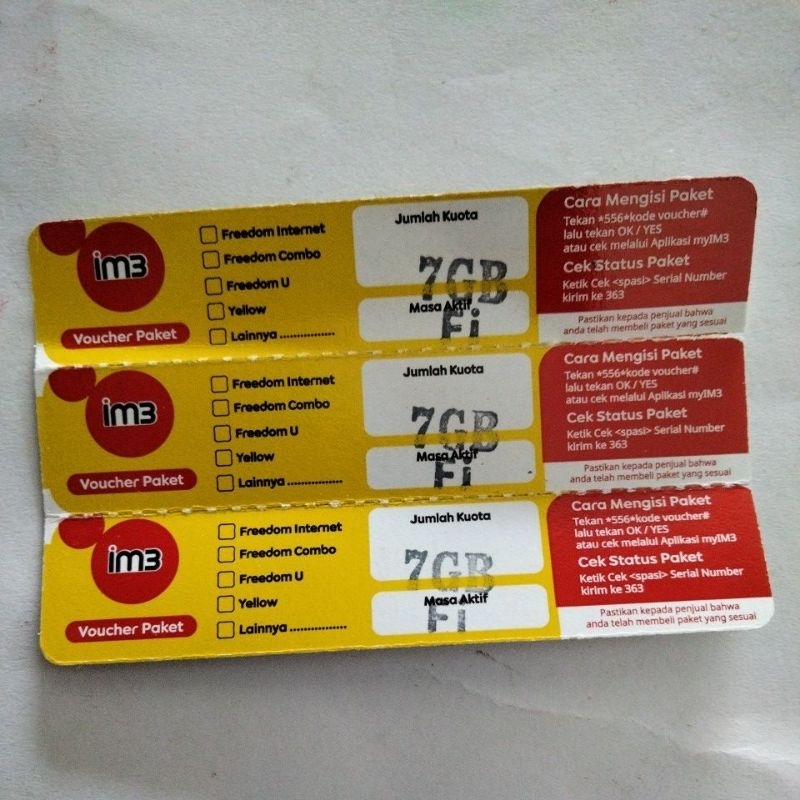 im3
Voucher Paket
Freedom Internet
Freedom Combo
Freedom U
Yellow
Lainnya ................
Jumlah Kuota
7GB
Masa Aktif
Fi
Cara Mengisi Paket
Tekan *556*kode voucher#
lalu tekan OK / YES
atau cek melalui Aplikasi myIM3
Cek Status Paket
Ketik Cek <spasi> Serial Number
kirim ke 363
Pastikan kepada penjual bahwa
anda telah membeli paket yang sesuai
im3
Voucher Paket
Freedom Internet
Freedom Combo
Freedom U
Yellow
Lainnya ................
Jumlah Kuota
7GB
Masa Aktif
Fi
Cara Mengisi Paket
Tekan *556*kode voucher#
lalu tekan OK / YES
atau cek melalui Aplikasi myIM3
Cek Status Paket
Ketik Cek <spasi> Serial Number
kirim ke 363
Pastikan kepada penjual bahwa
anda telah membeli paket yang sesuai
im3
Voucher Paket
Freedom Internet
Freedom Combo
Freedom U
Yellow
Lainnya ................
Jumlah Kuota
7GB
Masa Aktif
Fi
Cara Mengisi Paket
Tekan *556*kode voucher#
lalu tekan OK / YES
atau cek melalui Aplikasi myIM3
Cek Status Paket
Ketik Cek <spasi> Serial Number
kirim ke 363
Pastikan kepada penjual bahwa
anda telah membeli paket yang sesuai